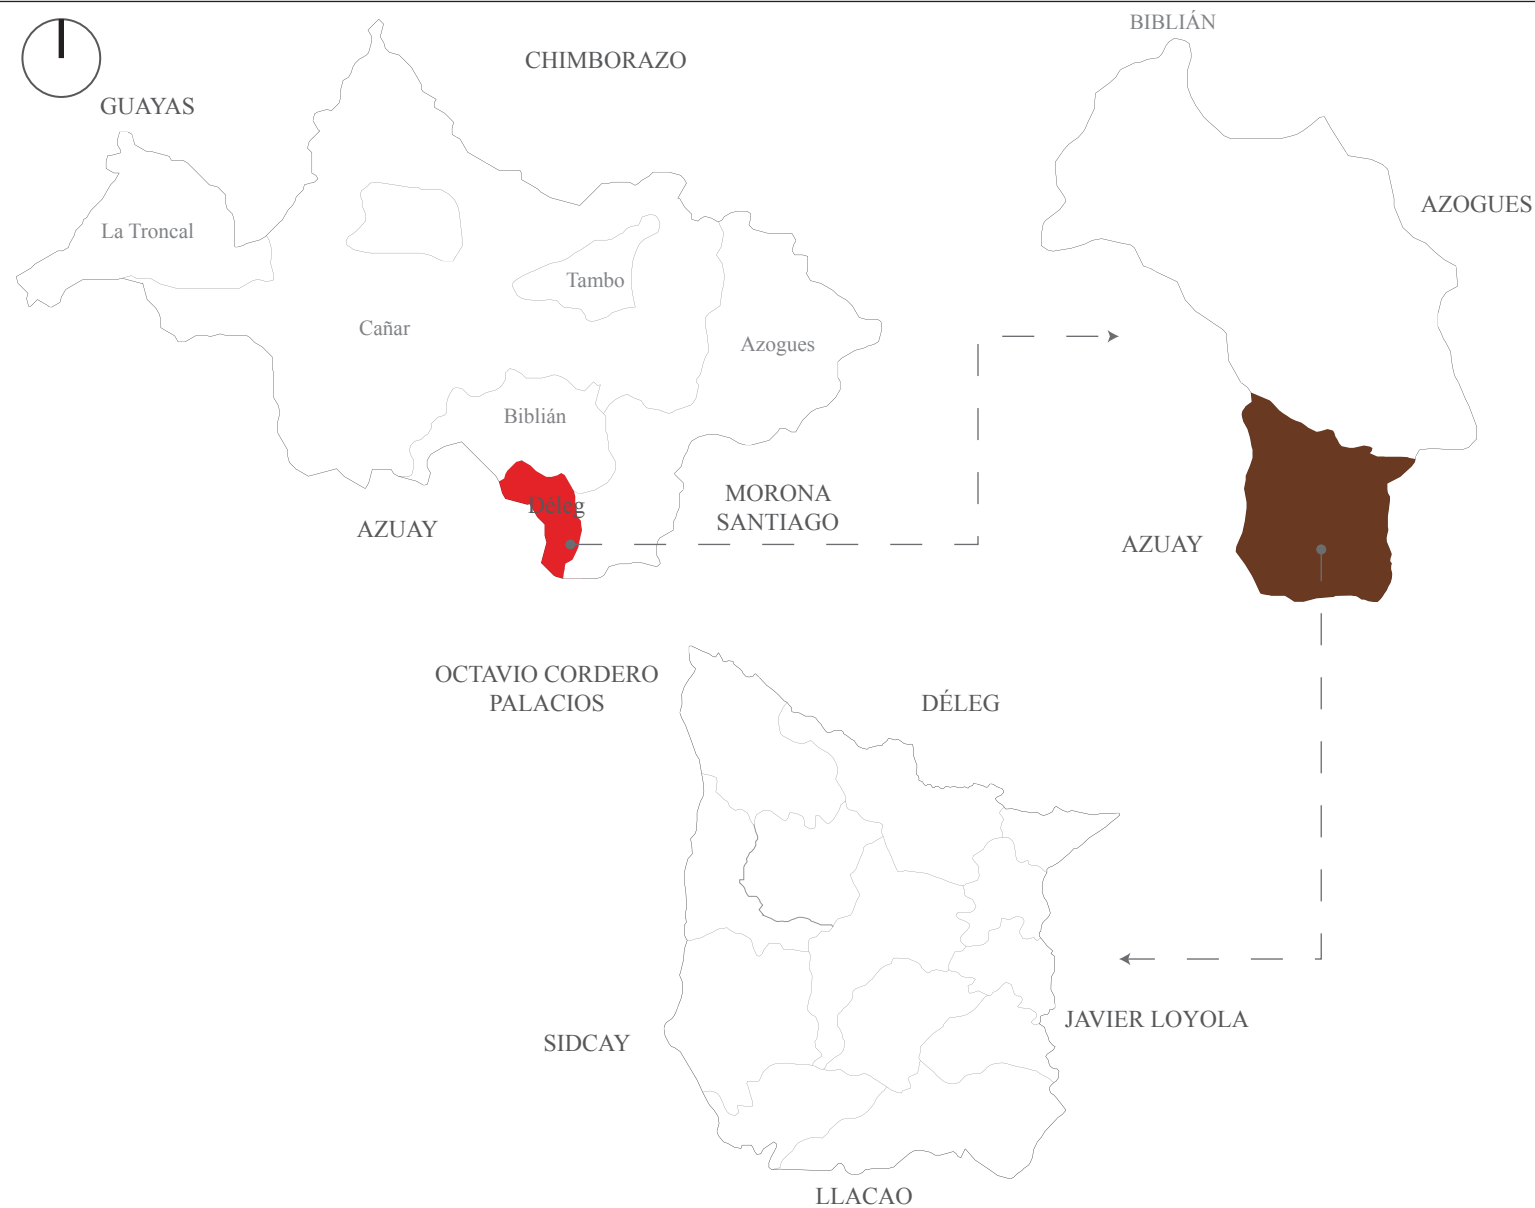 BIBLIÁN
CHIMBORAZO
GUAYAS
AZOGUES
La Troncal
Tambo
Cañar
Azogues
Biblián
Déleg
MORONA
SANTIAGO
AZUAY
AZUAY
OCTAVIO CORDERO
PALACIOS
DÉLEG
JAVIER LOYOLA
SIDCAY
LLACAO